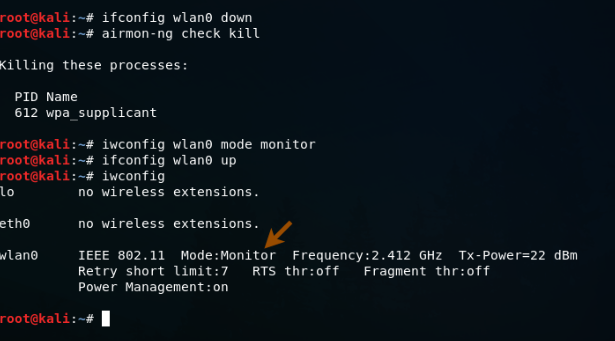 root@kali:~# ifconfig wlan0 down
root@kali:~# airmon-ng check kill
Killing these processes:
PID Name
612 wpa_supplicant
root@kali:~# iwconfig wlan0 mode monitor
root@kali:~# ifconfig wlan0 up
root@kali:~# iwconfig
lo        no wireless extensions.
eth0      no wireless extensions.
wlan0     IEEE 802.11  Mode:Monitor  Frequency:2.412 GHz  Tx-Power=22 dBm
Retry short limit:7   RTS thr:off   Fragment thr:off
Power Management:on
root@kali:~#